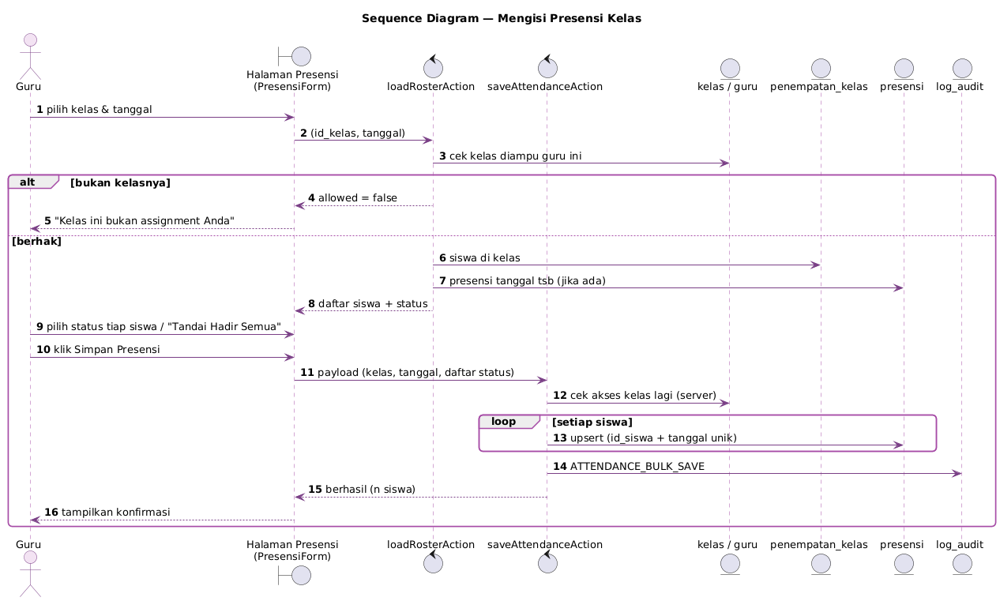 Sequence Diagram — Mengisi Presensi Kelas
Guru
Halaman Presensi
(PresensiForm)
loadRosterAction
saveAttendanceAction
kelas / guru
penempatan_kelas
presensi
log_audit
1 pilih kelas & tanggal
2 (id_kelas, tanggal)
3 cek kelas diampu guru ini
alt [bukan kelasnya]
4 allowed = false
5 "Kelas ini bukan assignment Anda"
[berhak]
6 siswa di kelas
7 presensi tanggal tsb (jika ada)
8 daftar siswa + status
9 pilih status tiap siswa / "Tandai Hadir Semua"
10 klik Simpan Presensi
11 payload (kelas, tanggal, daftar status)
12 cek akses kelas lagi (server)
loop [setiap siswa]
13 upsert (id_siswa + tanggal unik)
14 ATTENDANCE_BULK_SAVE
15 berhasil (n siswa)
16 tampilkan konfirmasi
Guru
Halaman Presensi
(PresensiForm)
loadRosterAction
saveAttendanceAction
kelas / guru
penempatan_kelas
presensi
log_audit